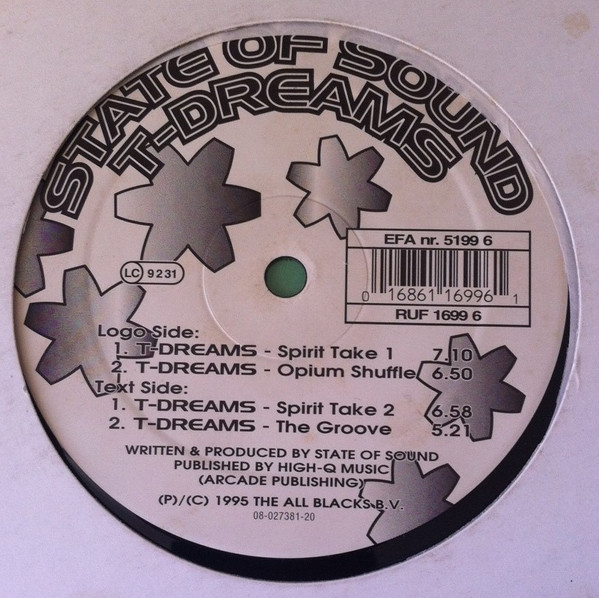 STATE OF SOUND
T-DREAMS
EFA nr. 5199 6
0 16861 16996 1
RUF 1699 6
LC 9231
Logo Side:
1. T-DREAMS - Spirit Take 1 7.10
2. T-DREAMS - Opium Shuffle 6.50
Text Side:
1. T-DREAMS - Spirit Take 2 6.58
2. T-DREAMS - The Groove 5.21
WRITTEN & PRODUCED BY STATE OF SOUND
PUBLISHED BY HIGH-Q MUSIC
(ARCADE PUBLISHING)
(P)/(C) 1995 THE ALL BLACKS B.V.
08-027381-20